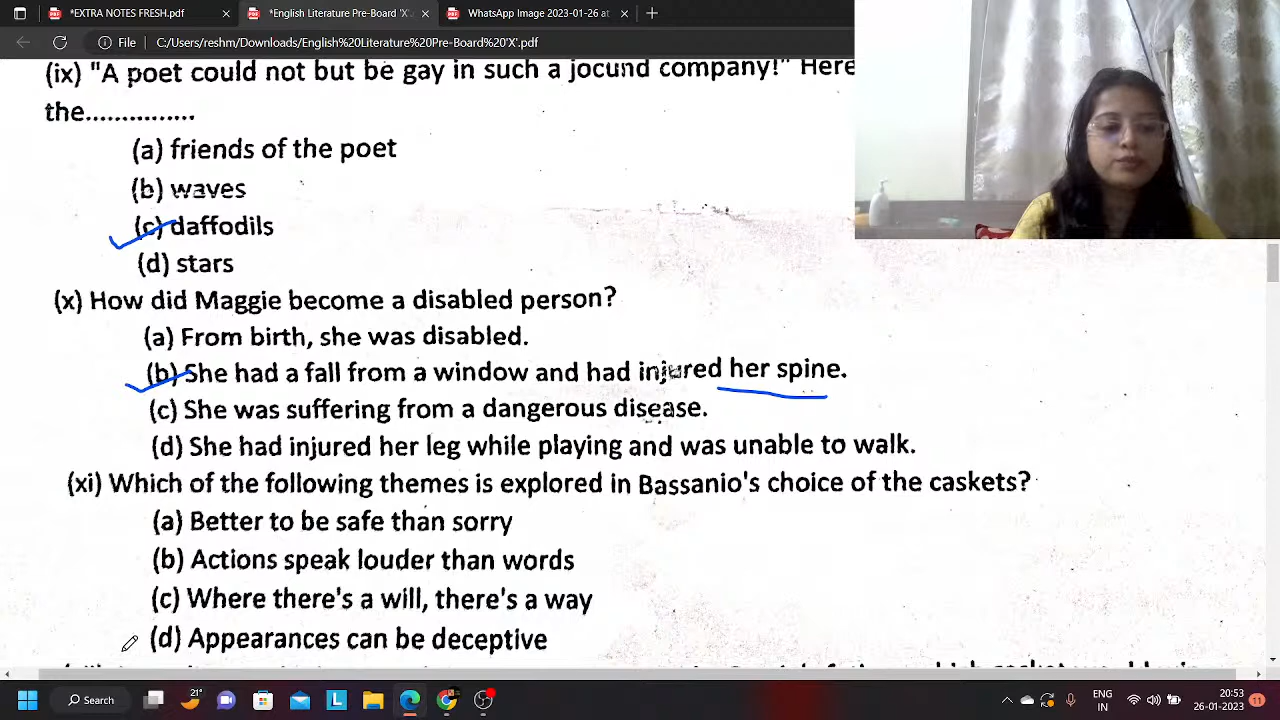 *EXTRA NOTES FRESH.pdf
*English Literature Pre-Board 'X'.
WhatsApp Image 2023-01-26 at
File C:/Users/reshm/Downloads/English%20Literature%20Pre-Board%20'X'.pdf
(ix) "A poet could not but be gay in such a jocund company!" Here
the...............
(a) friends of the poet
(b) waves
(c) daffodils
(d) stars
(x) How did Maggie become a disabled person?
(a) From birth, she was disabled.
(b) She had a fall from a window and had injured her spine.
(c) She was suffering from a dangerous disease.
(d) She had injured her leg while playing and was unable to walk.
(xi) Which of the following themes is explored in Bassanio's choice of the caskets?
(a) Better to be safe than sorry
(b) Actions speak louder than words
(c) Where there's a will, there's a way
(d) Appearances can be deceptive
Search
21°
ENG
IN
20:53
26-01-2023
11